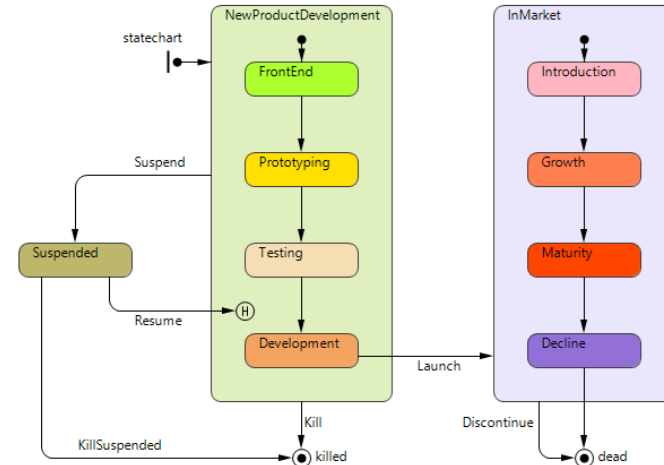 statechart
NewProductDevelopment
InMarket
FrontEnd
Introduction
Suspend
Prototyping
Growth
Suspended
Testing
Maturity
Resume
H
Development
Launch
Decline
KillSuspended
Kill
killed
Discontinue
dead